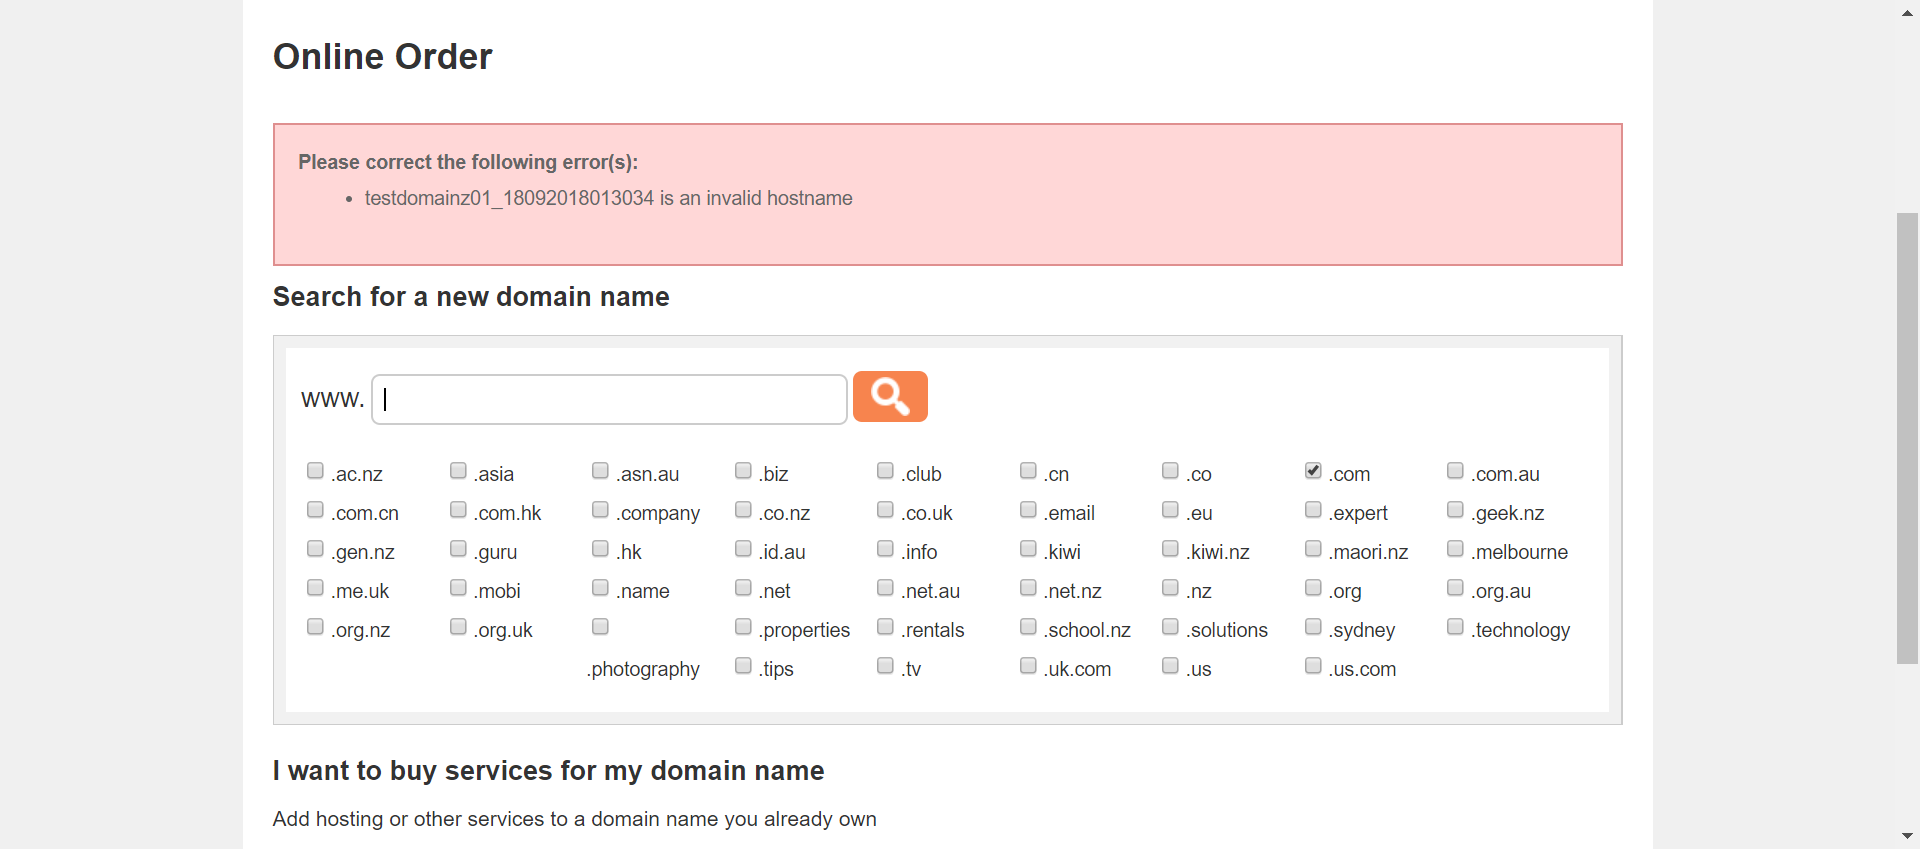 Online Order
Please correct the following error(s):
• testdomainz01_18092018013034 is an invalid hostname
Search for a new domain name
www.
.ac.nz .asia .asn.au .biz .club .cn .co .com .com.au
.com.cn .com.hk .company .co.nz .co.uk .email .eu .expert .geek.nz
.gen.nz .guru .hk .id.au .info .kiwi .kiwi.nz .maori.nz .melbourne
.me.uk .mobi .name .net .net.au .net.nz .nz .org .org.au
.org.nz .org.uk .properties .rentals .school.nz .solutions .sydney .technology
.photography .tips .tv .uk.com .us .us.com
I want to buy services for my domain name
Add hosting or other services to a domain name you already own